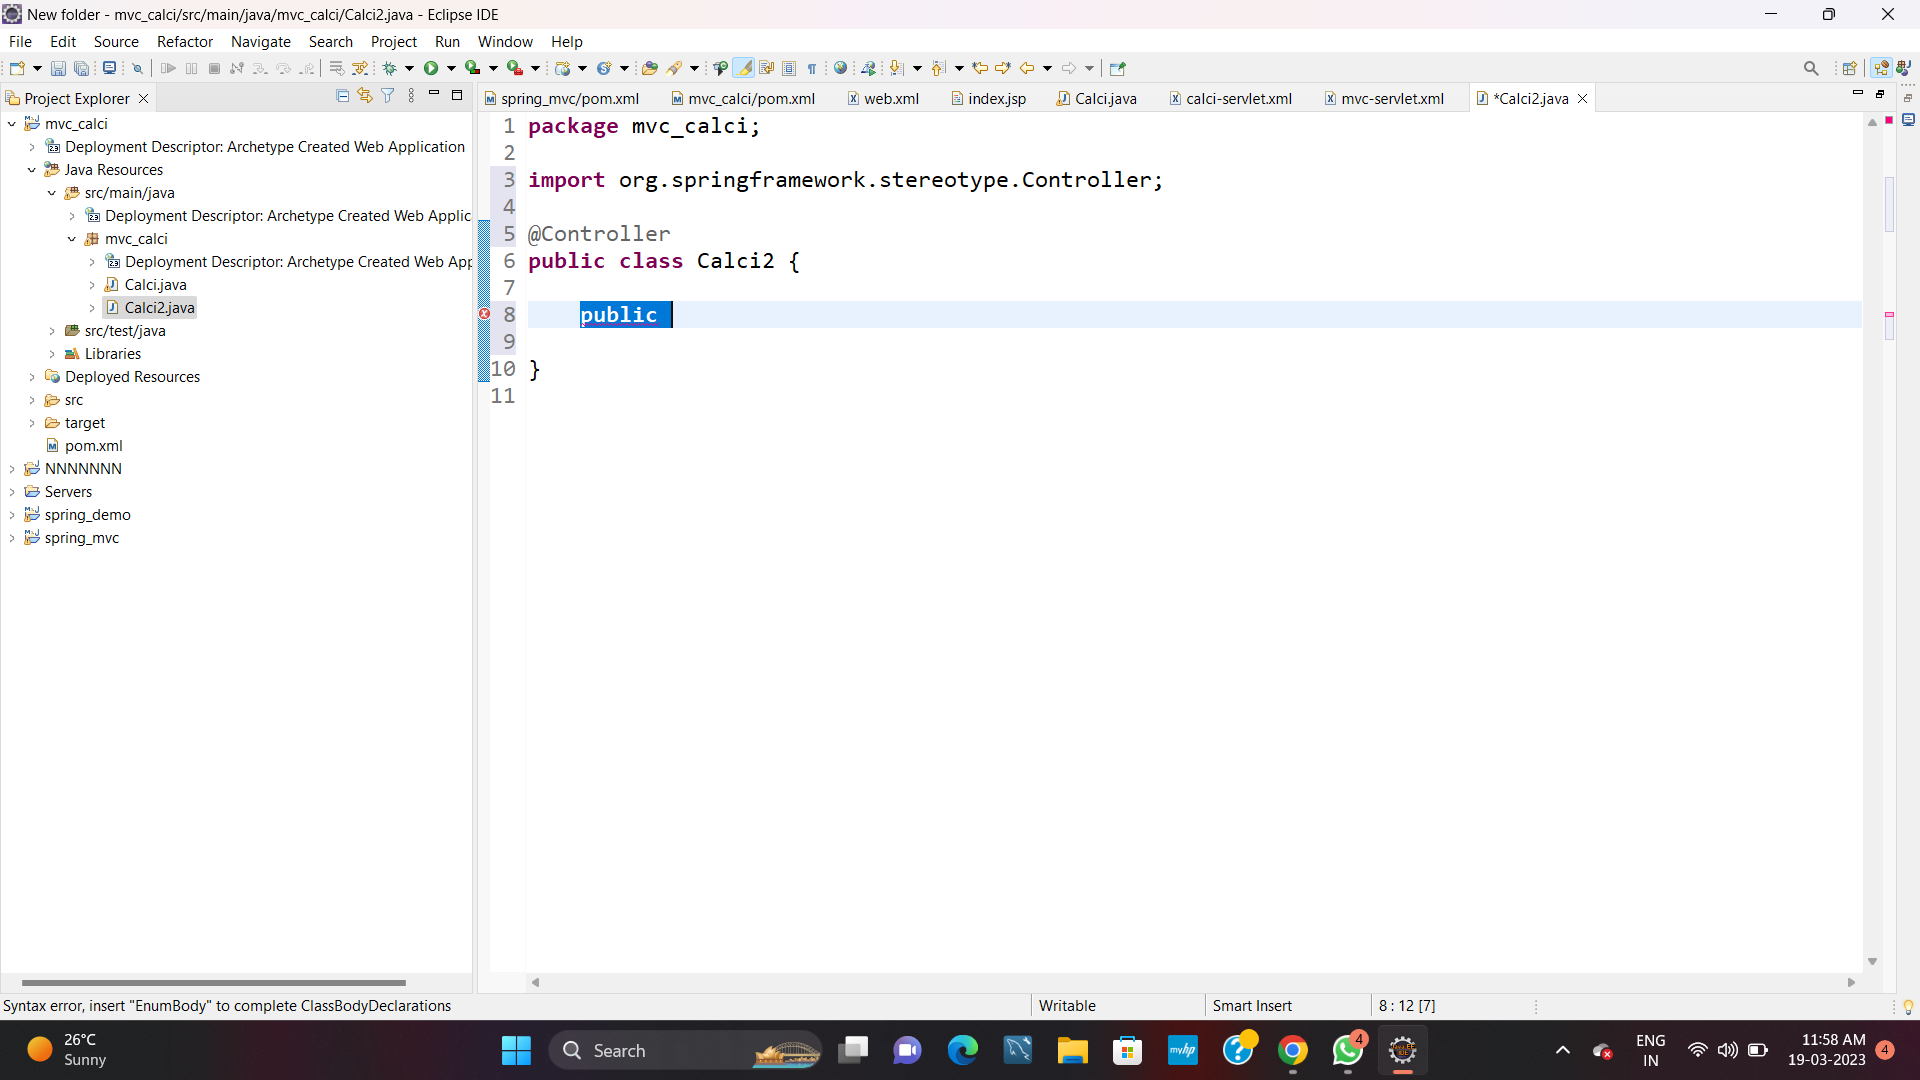 New folder - mvc_calci/src/main/java/mvc_calci/Calci2.java - Eclipse IDE
File Edit Source Refactor Navigate Search Project Run Window Help
Project Explorer
spring_mvc/pom.xml mvc_calci/pom.xml web.xml index.jsp Calci.java calci-servlet.xml mvc-servlet.xml *Calci2.java
mvc_calci
Deployment Descriptor: Archetype Created Web Application
Java Resources
src/main/java
Deployment Descriptor: Archetype Created Web Applic
mvc_calci
Deployment Descriptor: Archetype Created Web App
Calci.java
Calci2.java
src/test/java
Libraries
Deployed Resources
src
target
pom.xml
NNNNNNN
Servers
spring_demo
spring_mvc
1 package mvc_calci;
2
3 import org.springframework.stereotype.Controller;
4
5 @Controller
6 public class Calci2 {
7
8 public
9
10 }
11
Syntax error, insert "EnumBody" to complete ClassBodyDeclarations
Writable
Smart Insert
8 : 12 [7]
26°C
Sunny
Search
myhp
4
ENG
IN
11:58 AM
19-03-2023
4